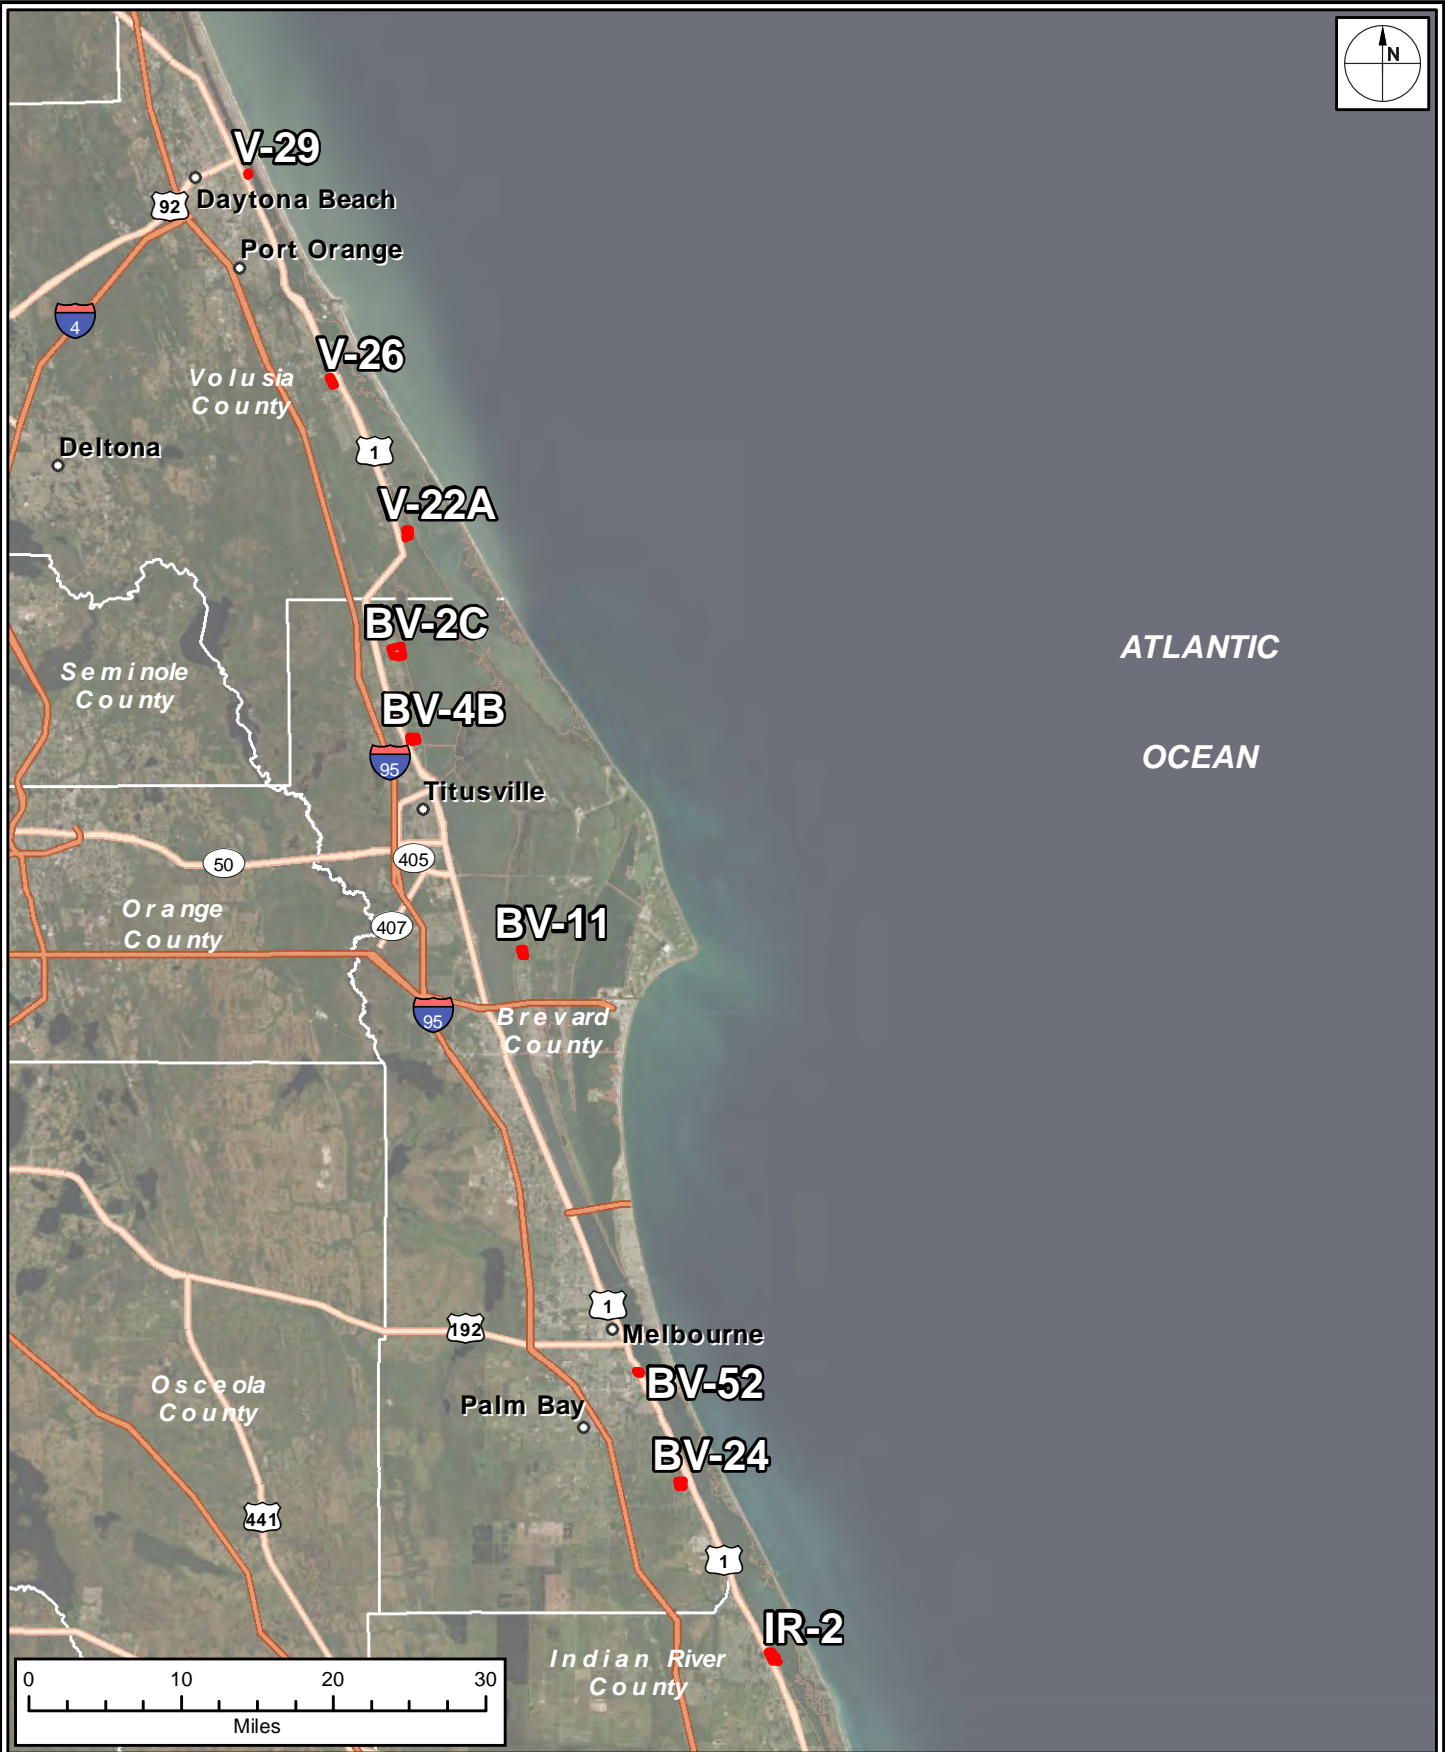 N
V-29
Daytona Beach
92
Port Orange
4
V-26
Volusia
County
1
Deltona
V-22A
BV-2C
ATLANTIC
Seminole
County
BV-4B
OCEAN
95
Titusville
405
50
Orange
County
BV-11
407
95
Brevard
County
1
192
Melbourne
BV-52
Osceola
County
Palm Bay
BV-24
441
1
IR-2
Indian River
County
0 10 20 30
Miles